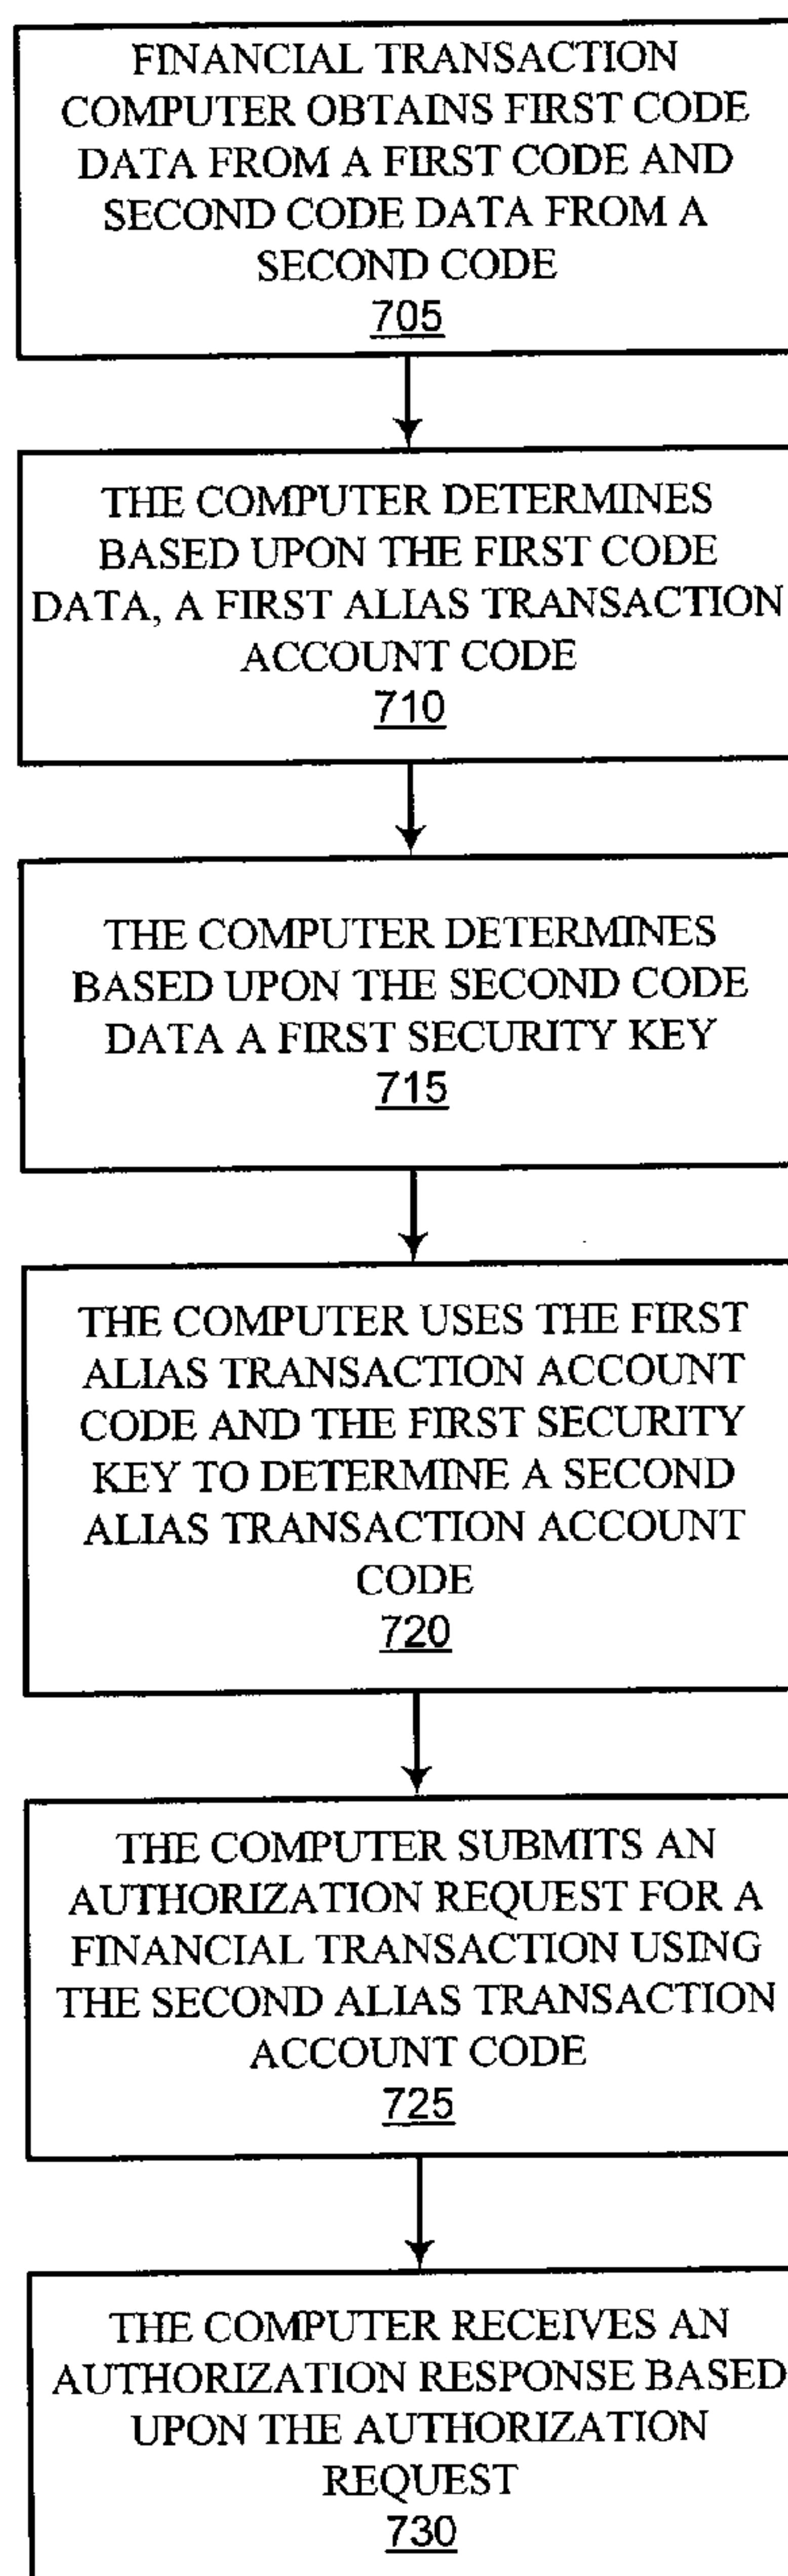 FINANCIAL TRANSACTION
COMPUTER OBTAINS FIRST CODE
DATA FROM A FIRST CODE AND
SECOND CODE DATA FROM A
SECOND CODE
705
THE COMPUTER DETERMINES
BASED UPON THE FIRST CODE
DATA, A FIRST ALIAS TRANSACTION
ACCOUNT CODE
710
THE COMPUTER DETERMINES
BASED UPON THE SECOND CODE
DATA A FIRST SECURITY KEY
715
THE COMPUTER USES THE FIRST
ALIAS TRANSACTION ACCOUNT
CODE AND THE FIRST SECURITY
KEY TO DETERMINE A SECOND
ALIAS TRANSACTION ACCOUNT
CODE
720
THE COMPUTER SUBMITS AN
AUTHORIZATION REQUEST FOR A
FINANCIAL TRANSACTION USING
THE SECOND ALIAS TRANSACTION
ACCOUNT CODE
725
THE COMPUTER RECEIVES AN
AUTHORIZATION RESPONSE BASED
UPON THE AUTHORIZATION
REQUEST
730